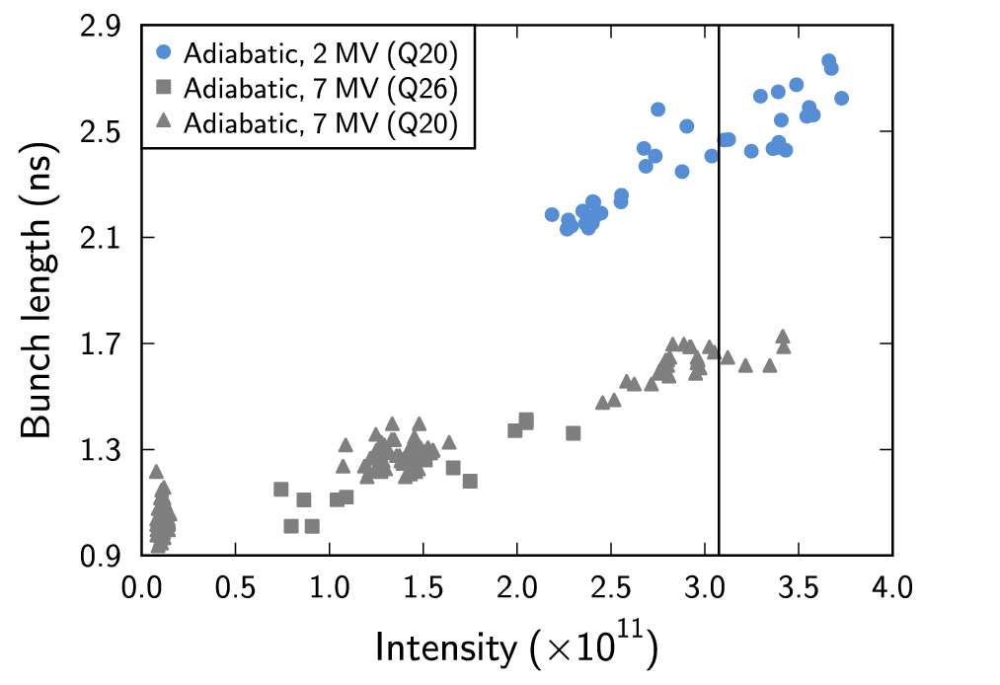 2.9
2.5
2.1
1.7
1.3
0.9
Bunch length (ns)
Adiabatic, 2 MV (Q20)
Adiabatic, 7 MV (Q26)
Adiabatic, 7 MV (Q20)
0.0 0.5 1.0 1.5 2.0 2.5 3.0 3.5 4.0
Intensity (×10¹¹)